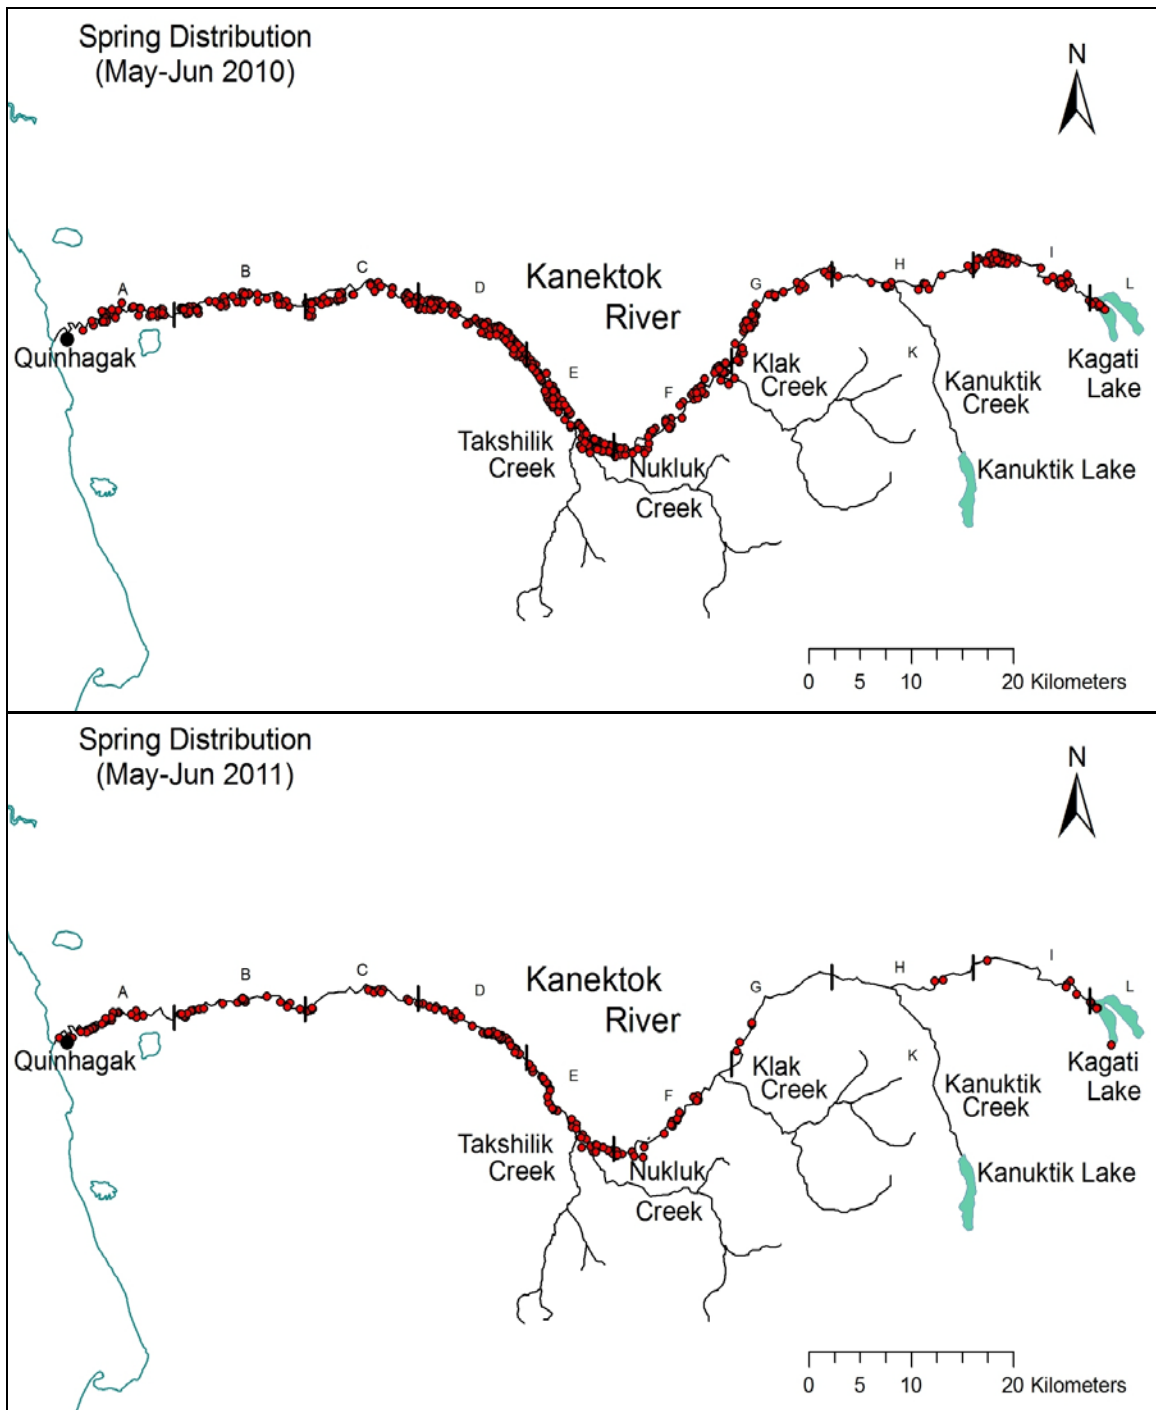 Spring Distribution
(May-Jun 2010)
N
A
B
C
D
E
F
G
H
I
K
L
Kanektok
River
Quinhagak
Klak
Creek
Kanuktik
Creek
Kagati
Lake
Takshilik
Creek
Nukluk
Creek
Kanuktik Lake
0 5 10 20 Kilometers
Spring Distribution
(May-Jun 2011)
N
A
B
C
D
E
F
G
H
I
K
L
Kanektok
River
Quinhagak
Klak
Creek
Kanuktik
Creek
Kagati
Lake
Takshilik
Creek
Nukluk
Creek
Kanuktik Lake
0 5 10 20 Kilometers